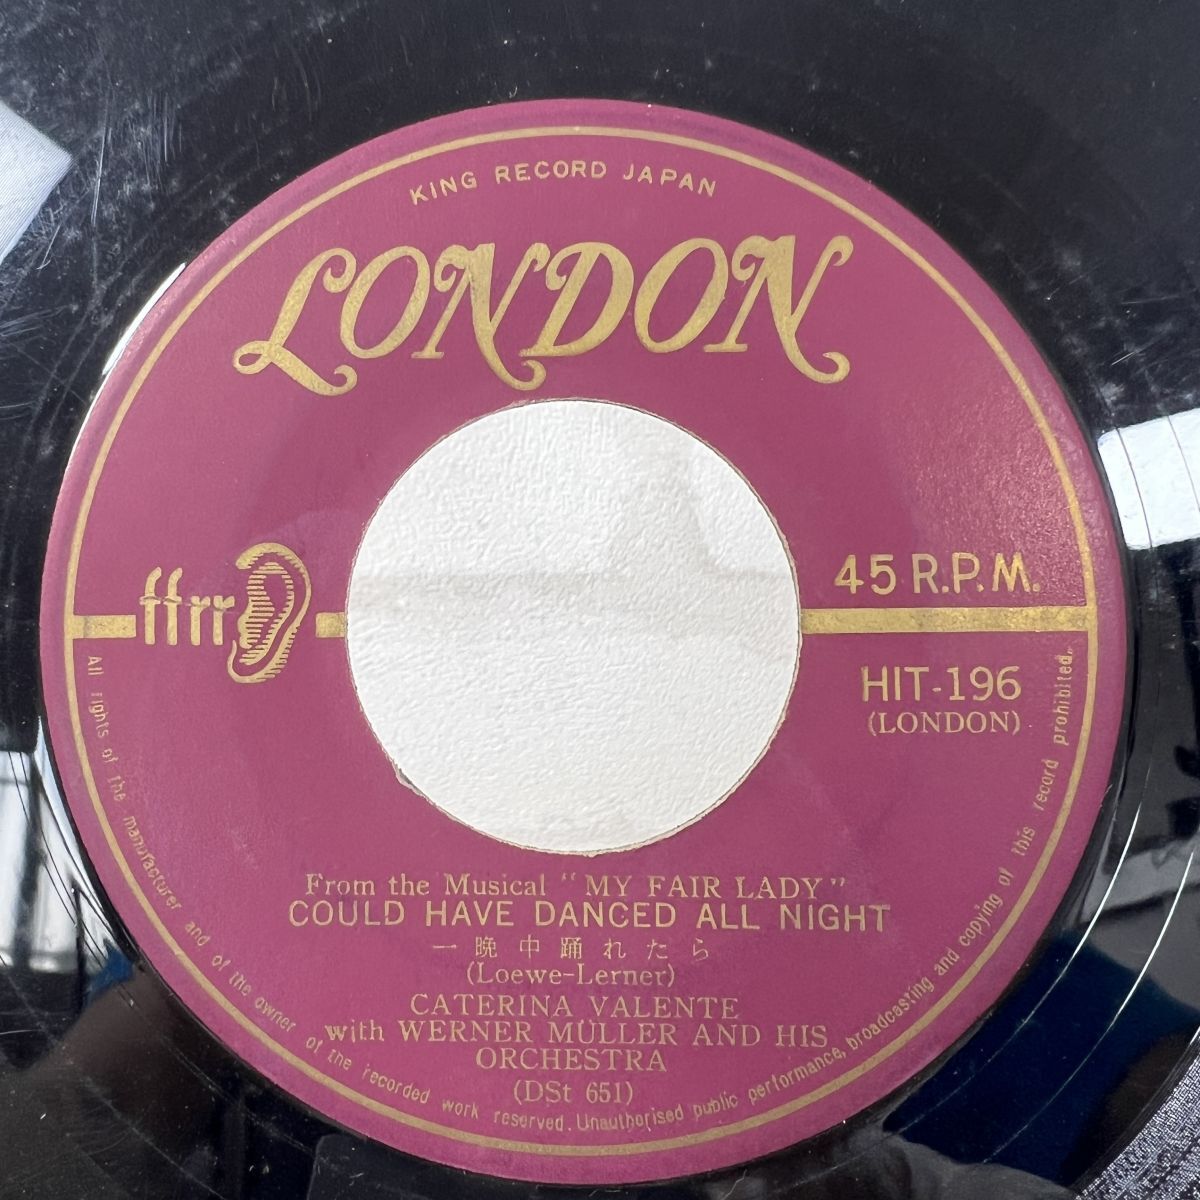 KING RECORD JAPAN
LONDON
ffrr
45 R.P.M.
HIT-196
(LONDON)
From the Musical "MY FAIR LADY"
COULD HAVE DANCED ALL NIGHT
一晩中踊れたら
(Loewe-Lerner)
CATERINA VALENTE
with WERNER MÜLLER AND HIS
ORCHESTRA
(DSt 651)
All rights of the manufacturer and of the owner of the recorded work reserved. Unauthorised public performance, broadcasting and copying of this record prohibited.